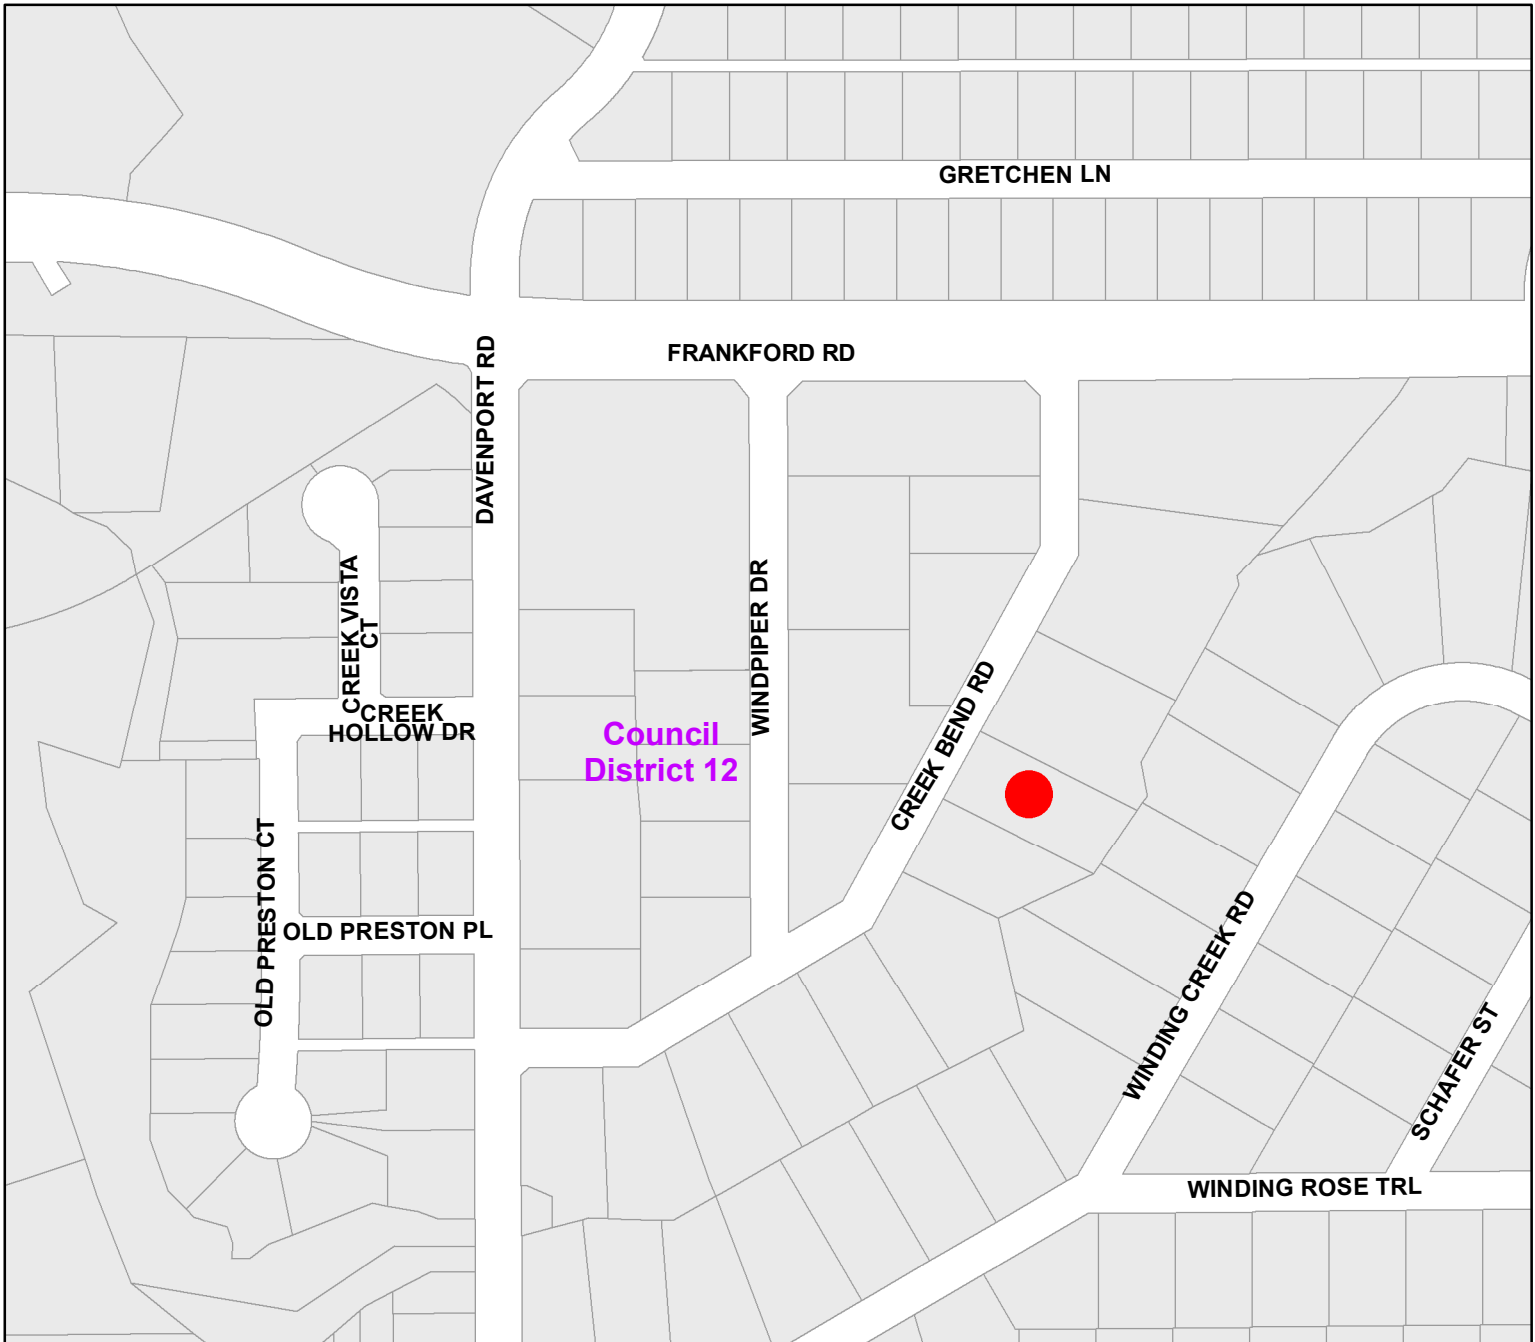 GRETCHEN LN
FRANKFORD RD
DAVENPORT RD
CREEK VISTA
CT
WINDPIPER DR
CREEK BEND RD
CREEK
HOLLOW DR
Council
District 12
OLD PRESTON CT
OLD PRESTON PL
WINDING CREEK RD
SCHAFER ST
WINDING ROSE TRL